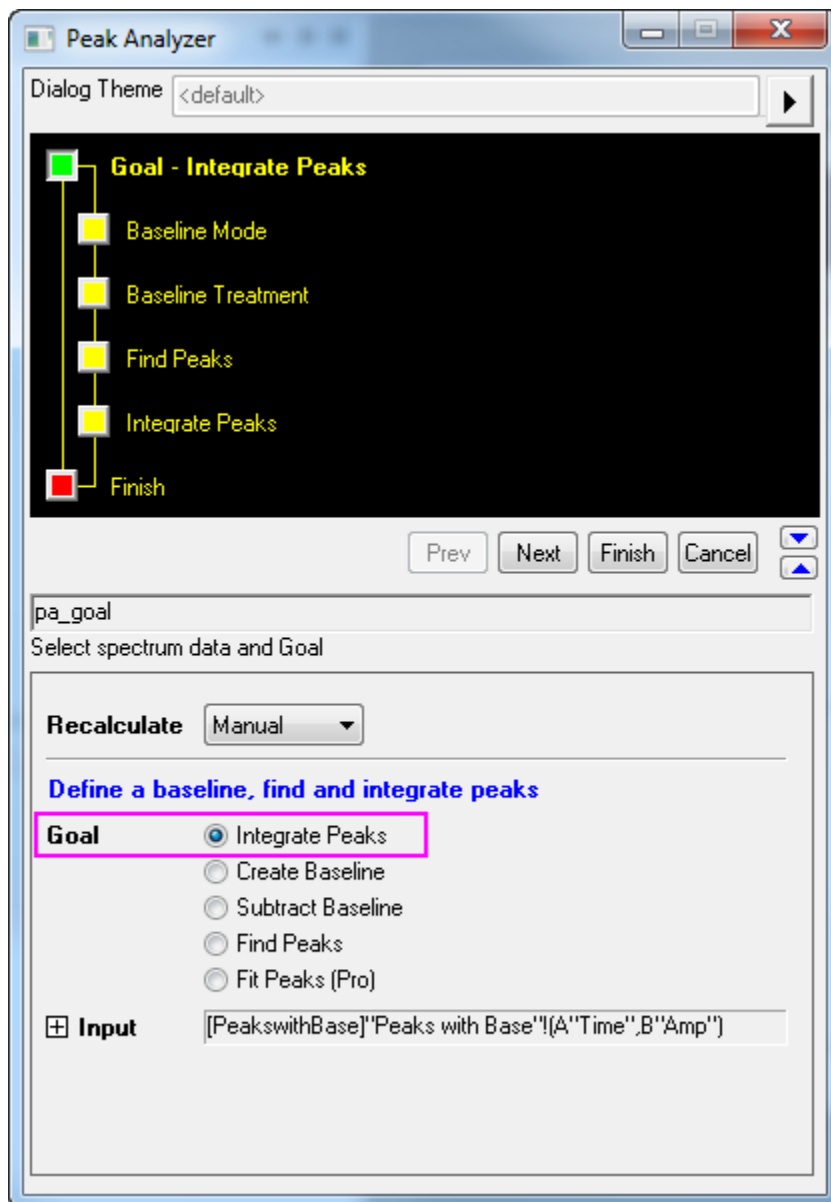 Peak Analyzer
Dialog Theme <default>
Goal - Integrate Peaks
Baseline Mode
Baseline Treatment
Find Peaks
Integrate Peaks
Finish
Prev Next Finish Cancel
pa_goal
Select spectrum data and Goal
Recalculate Manual
Define a baseline, find and integrate peaks
Goal Integrate Peaks
Create Baseline
Subtract Baseline
Find Peaks
Fit Peaks (Pro)
Input [PeakswithBase]"Peaks with Base"!(A"Time",B"Amp")